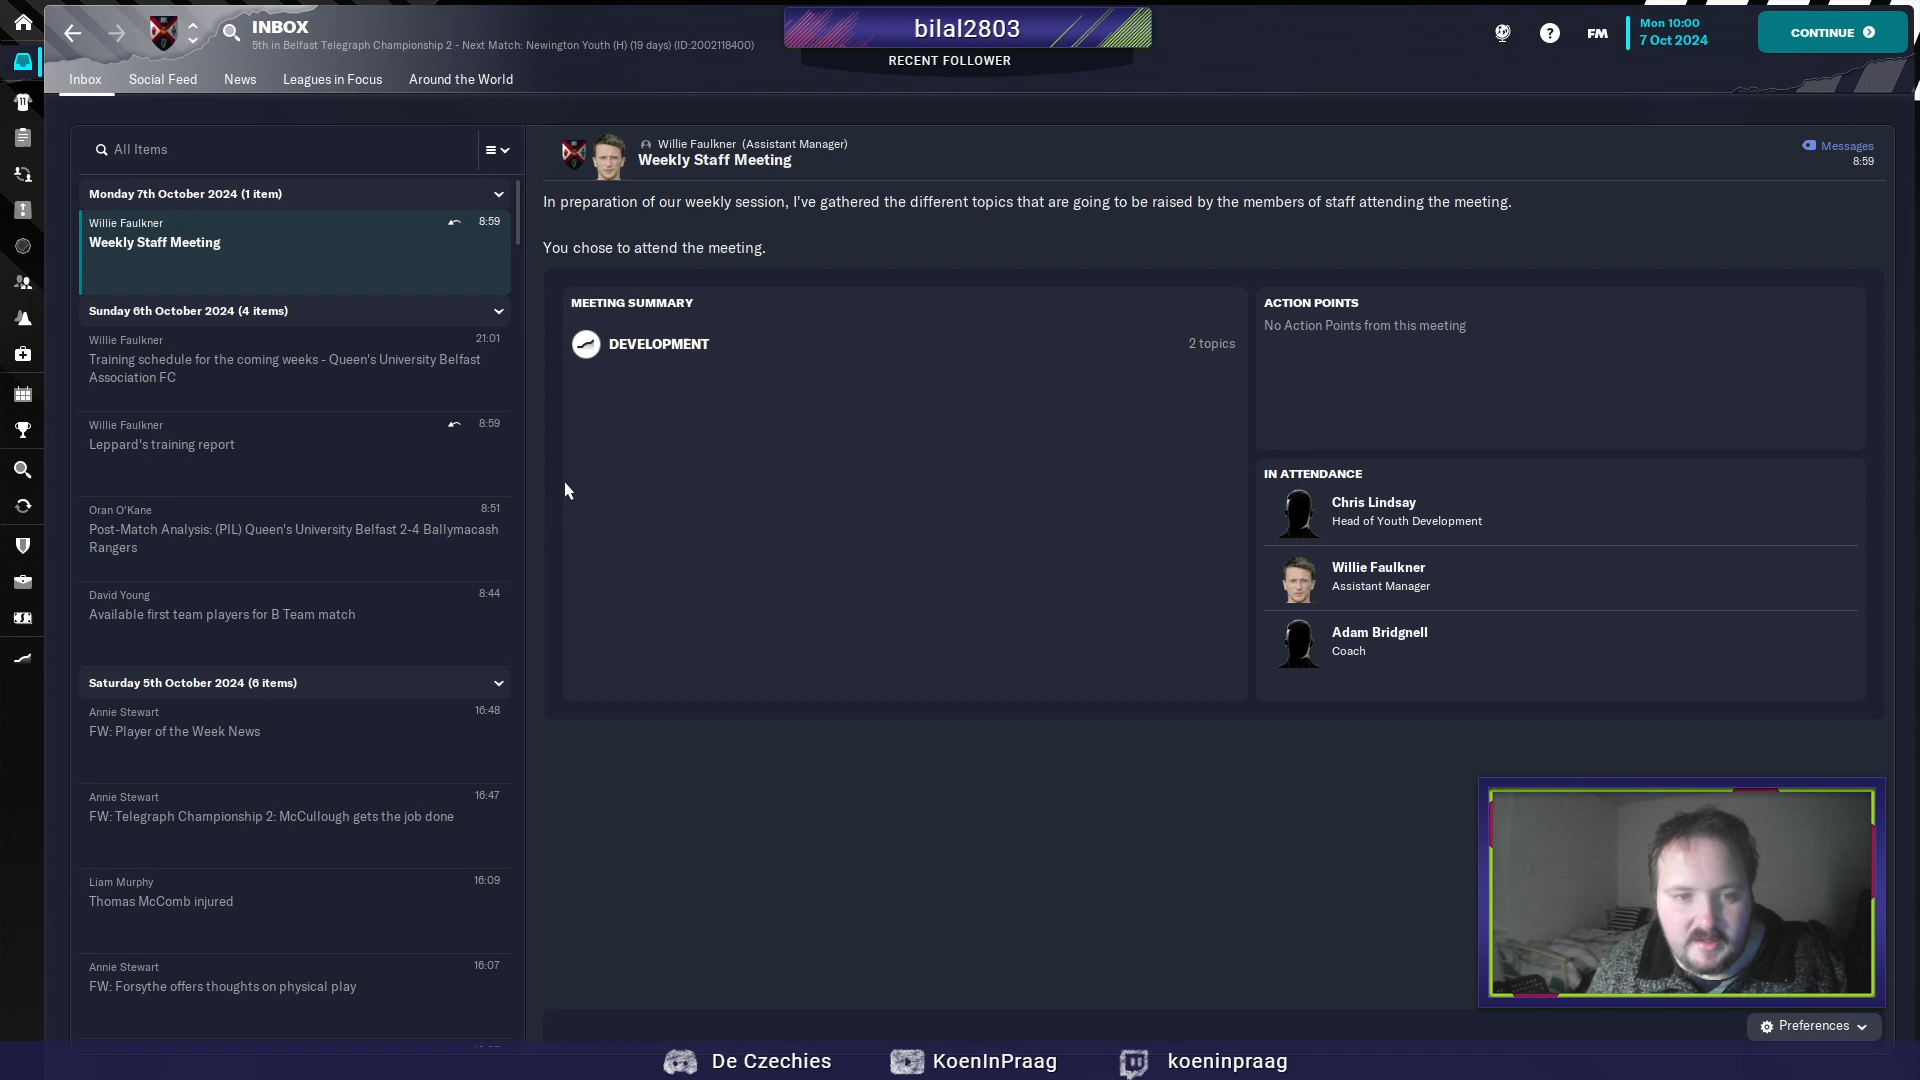 INBOX
5th in Belfast Telegraph Championship 2 - Next Match: Newington Youth (H) (19 days) (ID:2002118400)
bilal2803
RECENT FOLLOWER
FM
Mon 10:00
7 Oct 2024
CONTINUE
Inbox
Social Feed
News
Leagues in Focus
Around the World
All Items
Monday 7th October 2024 (1 item)
Willie Faulkner
8:59
Weekly Staff Meeting
Sunday 6th October 2024 (4 items)
Willie Faulkner
21:01
Training schedule for the coming weeks - Queen's University Belfast
Association FC
Willie Faulkner
8:59
Leppard's training report
Oran O'Kane
8:51
Post-Match Analysis: (PIL) Queen's University Belfast 2-4 Ballymacash
Rangers
David Young
8:44
Available first team players for B Team match
Saturday 5th October 2024 (6 items)
Annie Stewart
16:48
FW: Player of the Week News
Annie Stewart
16:47
FW: Telegraph Championship 2: McCullough gets the job done
Liam Murphy
16:09
Thomas McComb injured
Annie Stewart
16:07
FW: Forsythe offers thoughts on physical play
Willie Faulkner (Assistant Manager)
Weekly Staff Meeting
Messages
8:59
In preparation of our weekly session, I've gathered the different topics that are going to be raised by the members of staff attending the meeting.
You chose to attend the meeting.
MEETING SUMMARY
DEVELOPMENT
2 topics
ACTION POINTS
No Action Points from this meeting
IN ATTENDANCE
Chris Lindsay
Head of Youth Development
Willie Faulkner
Assistant Manager
Adam Bridgnell
Coach
Preferences
De Czechies
KoenInPraag
koeninpraag